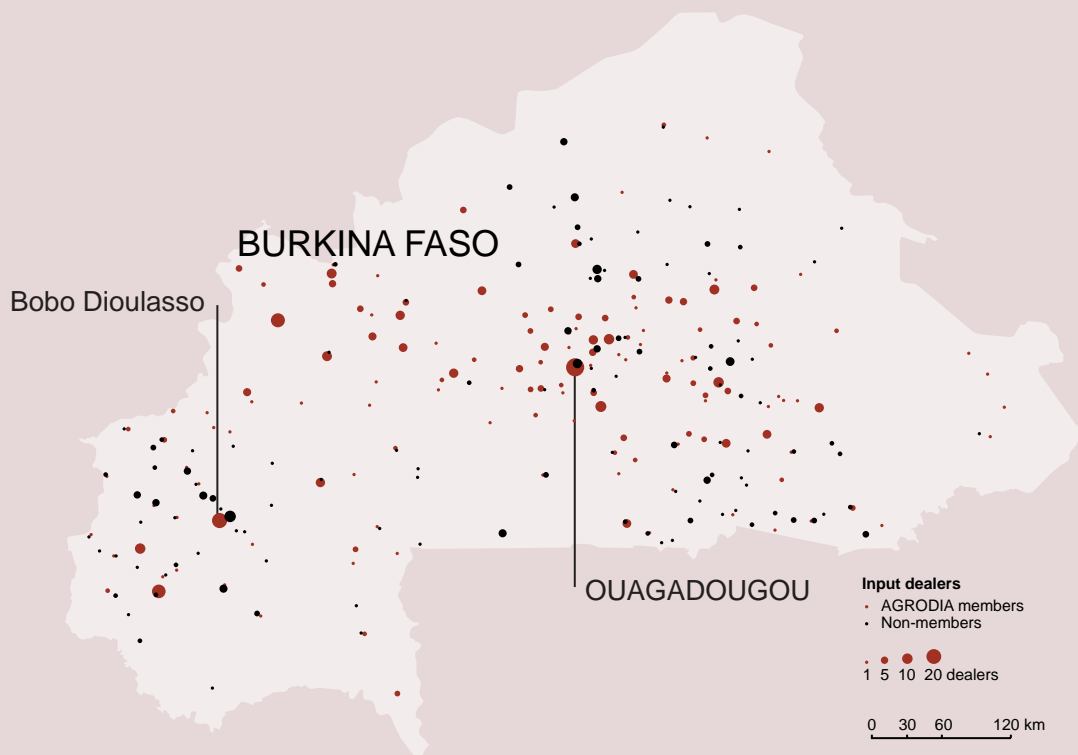 BURKINA FASO
Bobo Dioulasso
OUAGADOUGOU
Input dealers
AGRODIA members
Non-members
1 5 10 20 dealers
0 30 60 120 km